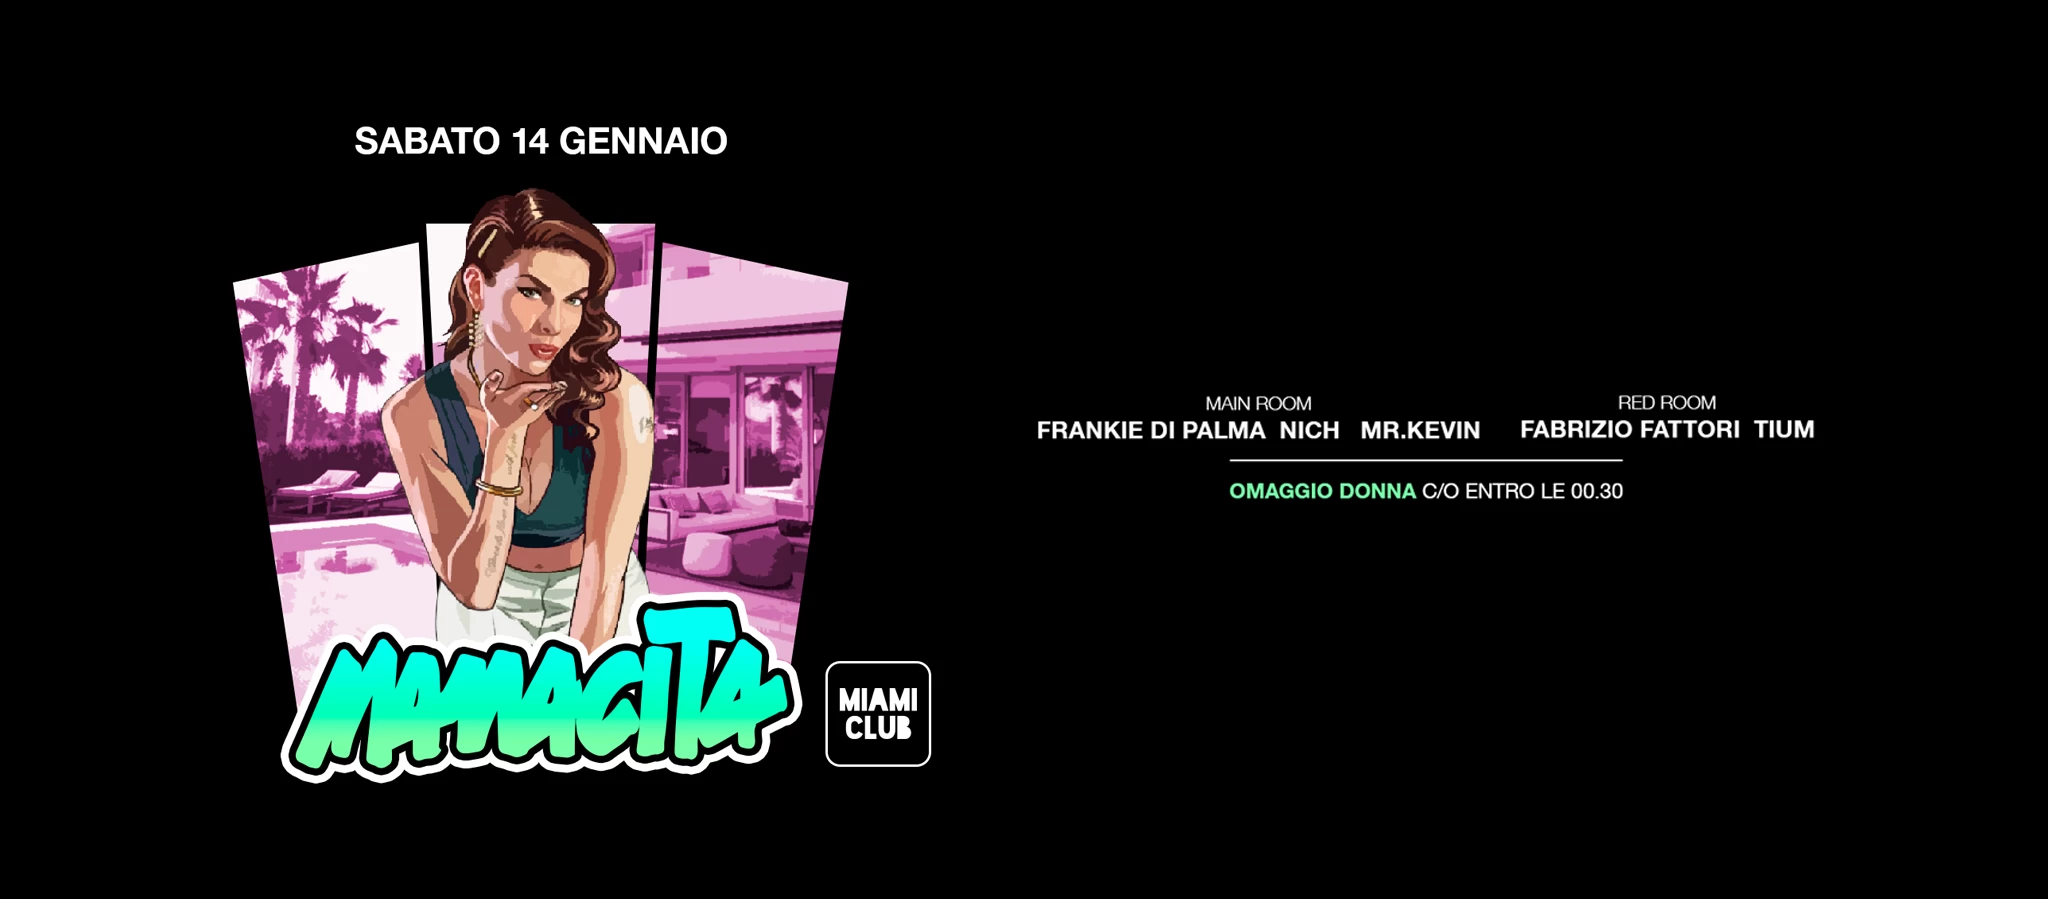 SABATO 14 GENNAIO
MAMACITA
MIAMI
CLUB
MAIN ROOM
FRANKIE DI PALMA NICH MR.KEVIN
RED ROOM
FABRIZIO FATTORI TIUM
OMAGGIO DONNA C/O ENTRO LE 00.30